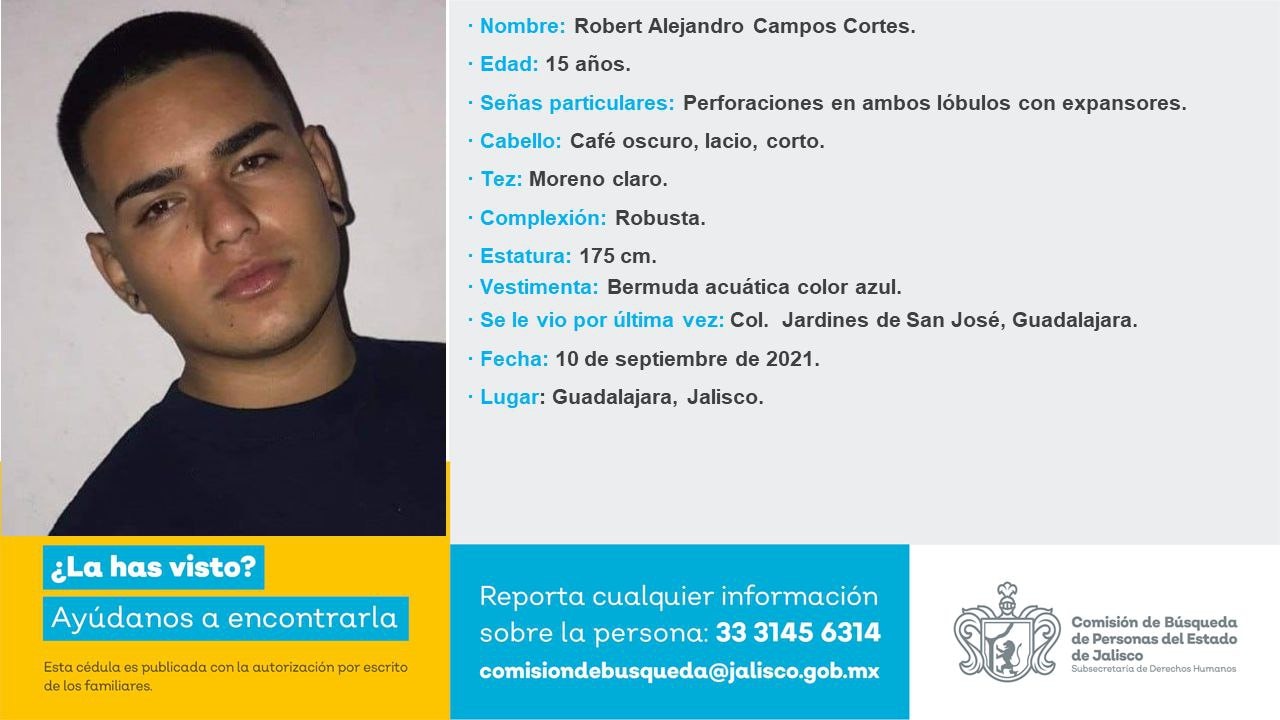 · Nombre: Robert Alejandro Campos Cortes.
· Edad: 15 años.
· Señas particulares: Perforaciones en ambos lóbulos con expansores.
· Cabello: Café oscuro, lacio, corto.
· Tez: Moreno claro.
· Complexión: Robusta.
· Estatura: 175 cm.
· Vestimenta: Bermuda acuática color azul.
· Se le vio por última vez: Col. Jardines de San José, Guadalajara.
· Fecha: 10 de septiembre de 2021.
· Lugar: Guadalajara, Jalisco.
¿La has visto?
Ayúdanos a encontrarla
Esta cédula es publicada con la autorización por escrito
de los familiares.
Reporta cualquier información
sobre la persona: 33 3145 6314
comisiondebusqueda@jalisco.gob.mx
Comisión de Búsqueda
de Personas del Estado
de Jalisco
Subsecretaría de Derechos Humanos